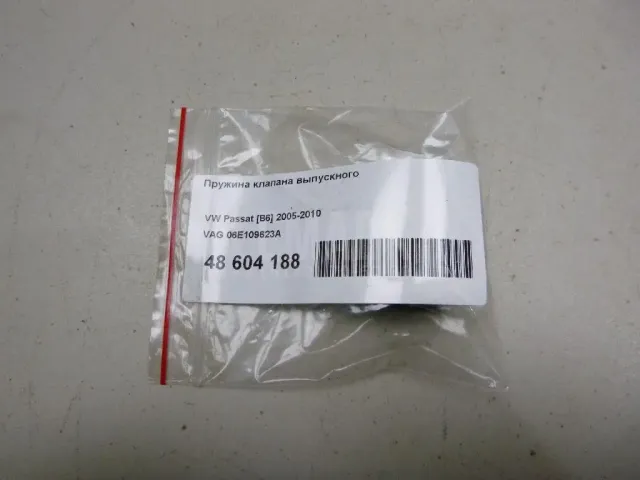 Пружина клапана выпускного
VW Passat [B6] 2005-2010
VAG 06E109623A
48 604 188